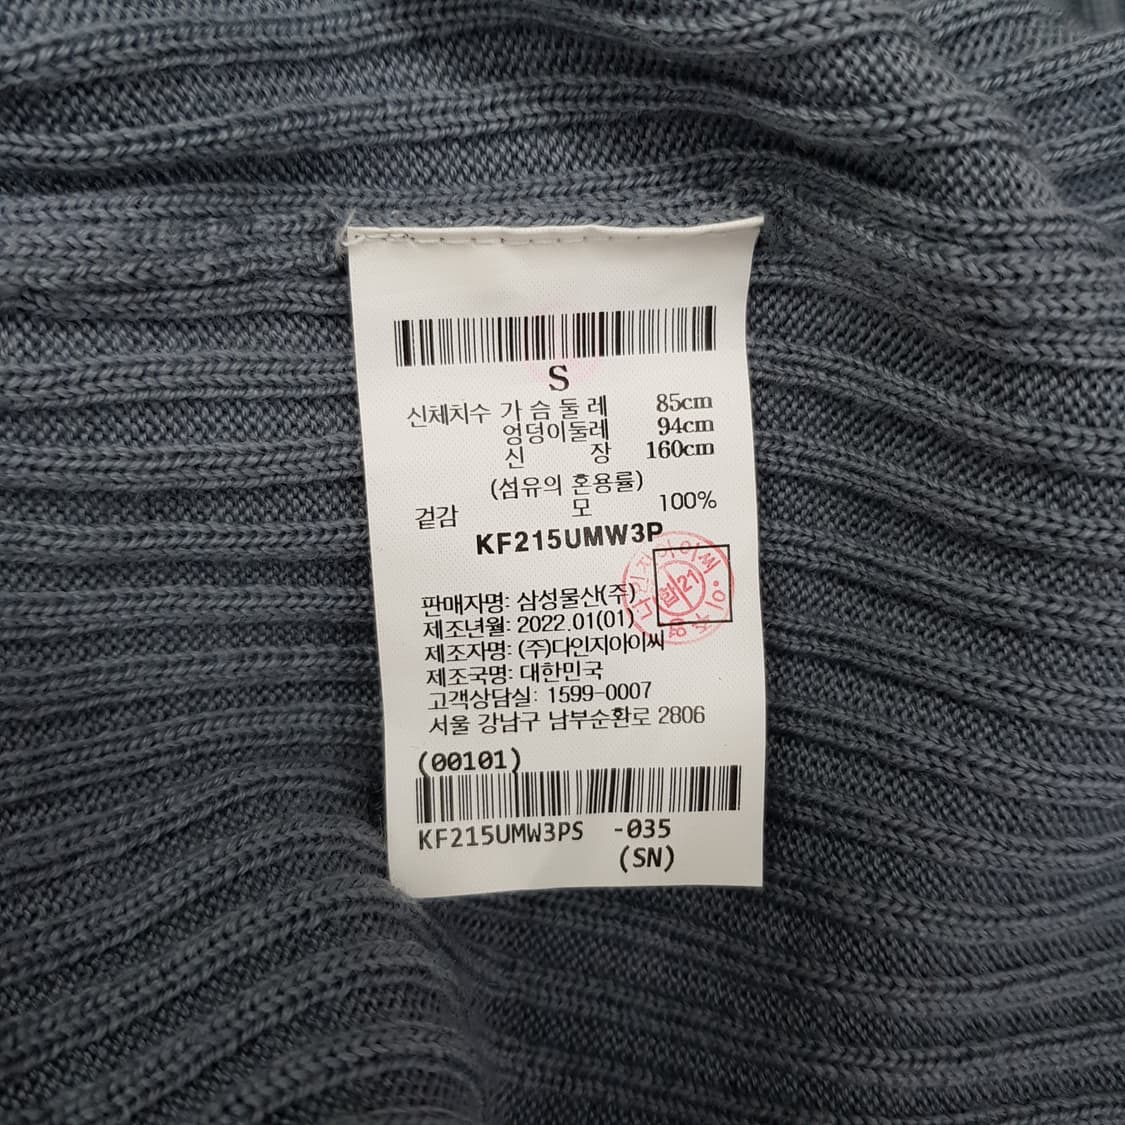 S
신체치수 가슴둘레 85cm
엉덩이둘레 94cm
신 장 160cm
(섬유의 혼용률)
겉감 모 100%
KF215UMW3P
판매자명: 삼성물산(주)
제조년월: 2022.01(01)
제조자명: (주)다인지아이씨
제조국명: 대한민국
고객상담실: 1599-0007
서울 강남구 남부순환로 2806
(00101)
KF215UMW3PS -035
(SN)